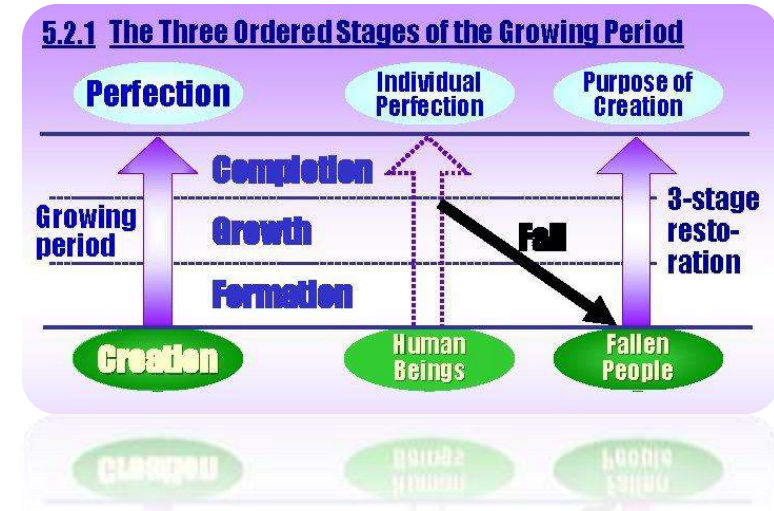 5.2.1 The Three Ordered Stages of the Growing Period
Perfection
Individual
Perfection
Purpose of
Creation
Completion
Growing
period
Growth
Fall
3-stage
resto-
ration
Formation
Creation
Human
Beings
Fallen
People